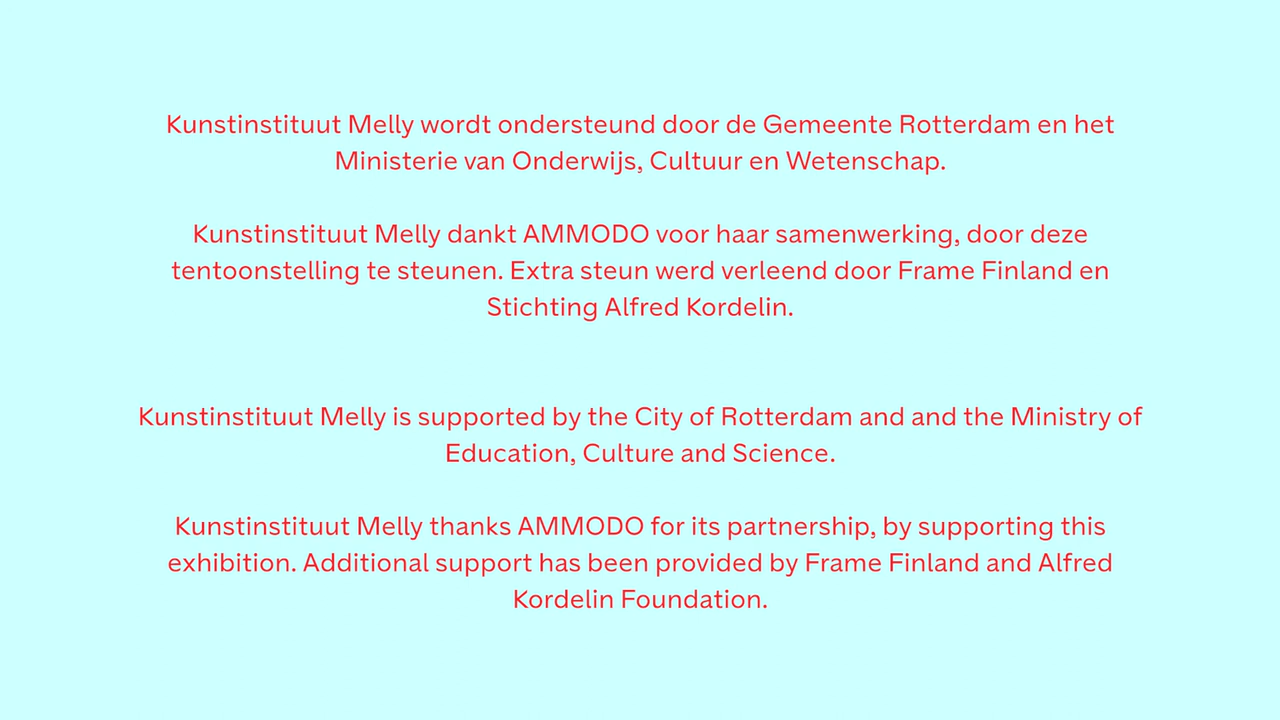 Kunstinstituut Melly wordt ondersteund door de Gemeente Rotterdam en het
Ministerie van Onderwijs, Cultuur en Wetenschap.
Kunstinstituut Melly dankt AMMODO voor haar samenwerking, door deze
tentoonstelling te steunen. Extra steun werd verleend door Frame Finland en
Stichting Alfred Kordelin.
Kunstinstituut Melly is supported by the City of Rotterdam and and the Ministry of
Education, Culture and Science.
Kunstinstituut Melly thanks AMMODO for its partnership, by supporting this
exhibition. Additional support has been provided by Frame Finland and Alfred
Kordelin Foundation.